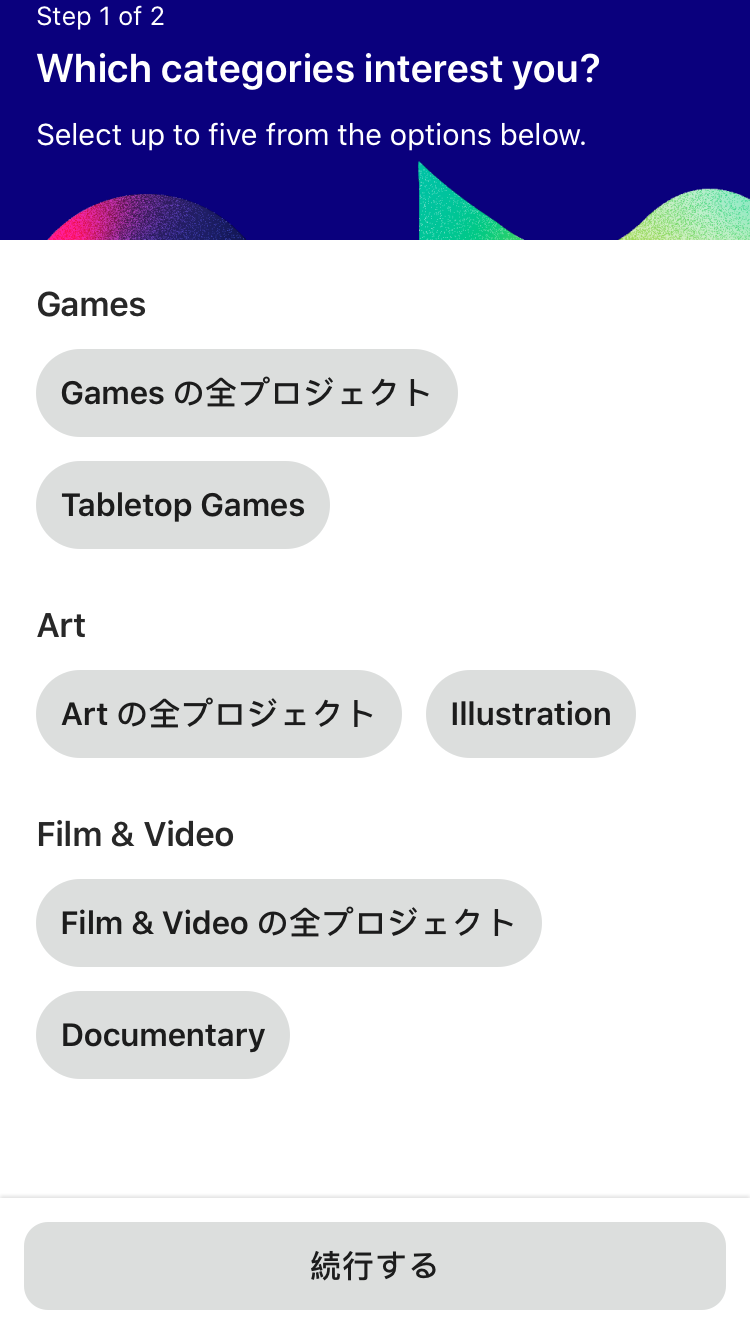 Step 1 of 2
Which categories interest you?
Select up to five from the options below.
Games
Games の全プロジェクト
Tabletop Games
Art
Art の全プロジェクト
Illustration
Film & Video
Film & Video の全プロジェクト
Documentary
続行する